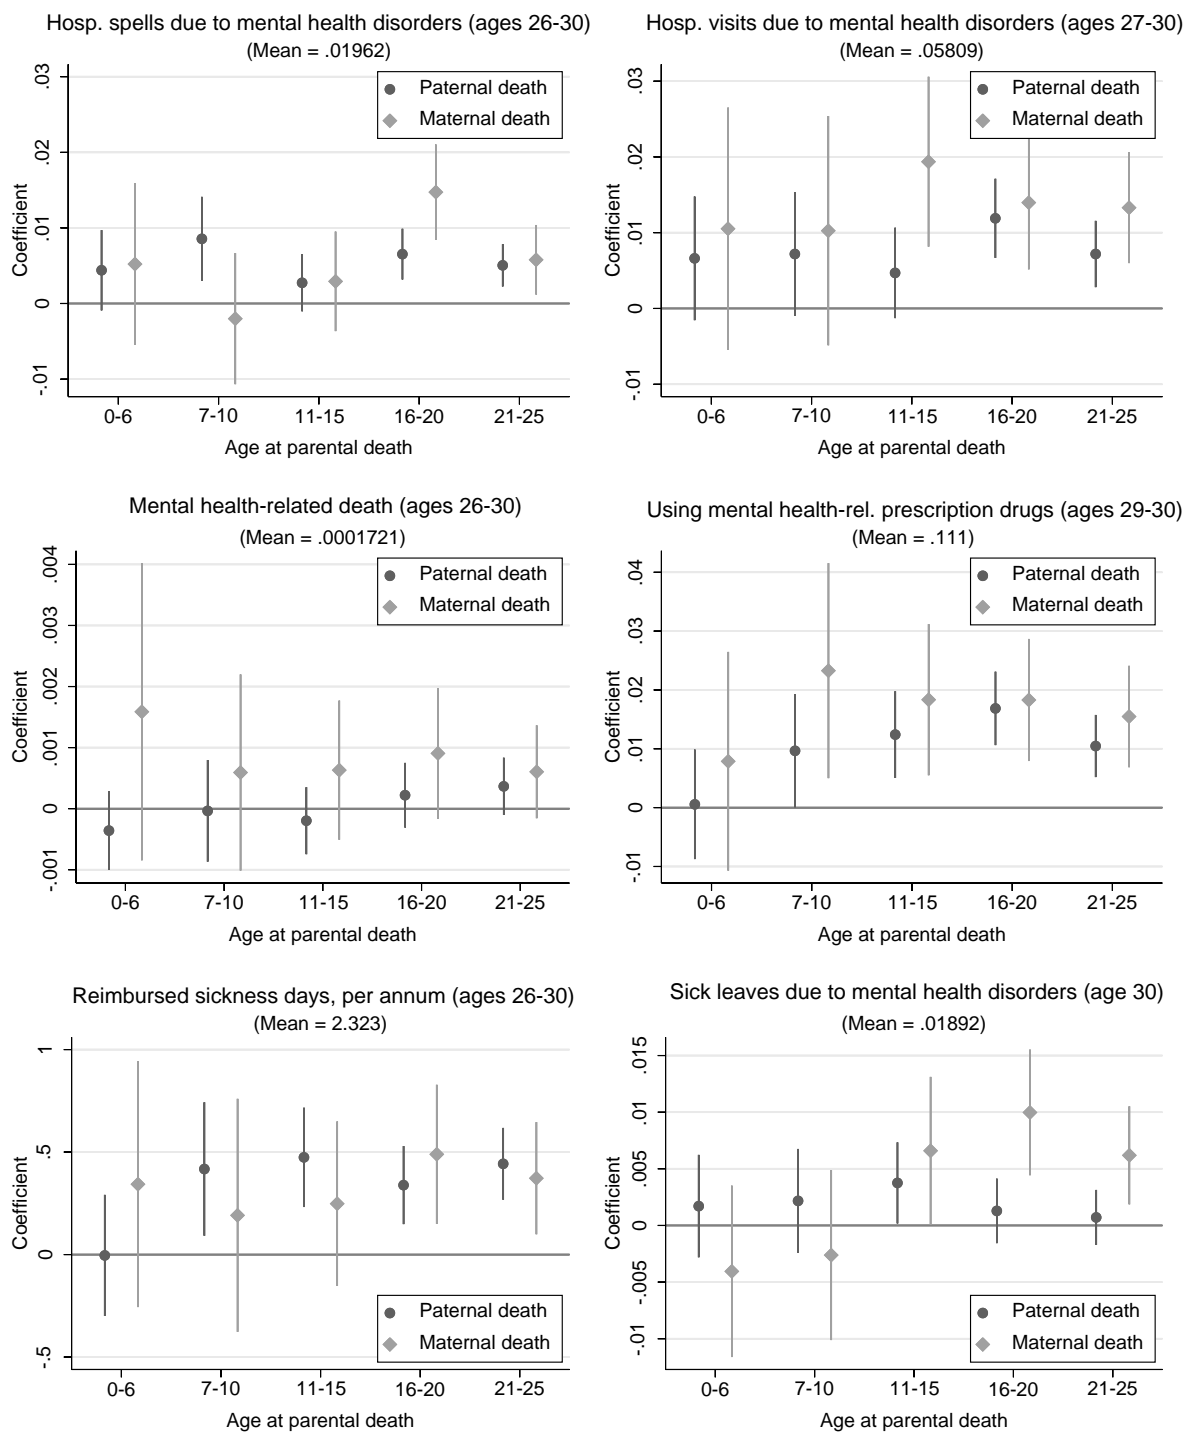 Hosp. spells due to mental health disorders (ages 26-30)
(Mean = .01962)
.03
.02
.01
0
-.01
Coefficient
Paternal death
Maternal death
0-6 7-10 11-15 16-20 21-25
Age at parental death
Hosp. visits due to mental health disorders (ages 27-30)
(Mean = .05809)
.03
.02
.01
0
-.01
Coefficient
Paternal death
Maternal death
0-6 7-10 11-15 16-20 21-25
Age at parental death
Mental health-related death (ages 26-30)
(Mean = .0001721)
.004
.003
.002
.001
0
-.001
Coefficient
Paternal death
Maternal death
0-6 7-10 11-15 16-20 21-25
Age at parental death
Using mental health-rel. prescription drugs (ages 29-30)
(Mean = .111)
.04
.03
.02
.01
0
-.01
Coefficient
Paternal death
Maternal death
0-6 7-10 11-15 16-20 21-25
Age at parental death
Reimbursed sickness days, per annum (ages 26-30)
(Mean = 2.323)
1
.5
0
-.5
Coefficient
Paternal death
Maternal death
0-6 7-10 11-15 16-20 21-25
Age at parental death
Sick leaves due to mental health disorders (age 30)
(Mean = .01892)
.015
.01
.005
0
-.005
-.01
Coefficient
Paternal death
Maternal death
0-6 7-10 11-15 16-20 21-25
Age at parental death